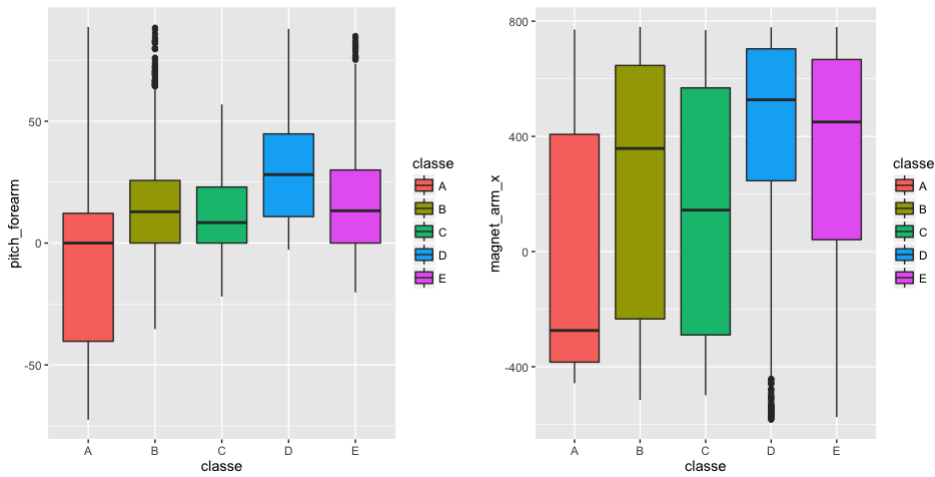 pitch_forearm
50
0
-50
A B C D E
classe
classe
A
B
C
D
E
magnet_arm_x
800
400
0
-400
A B C D E
classe
classe
A
B
C
D
E